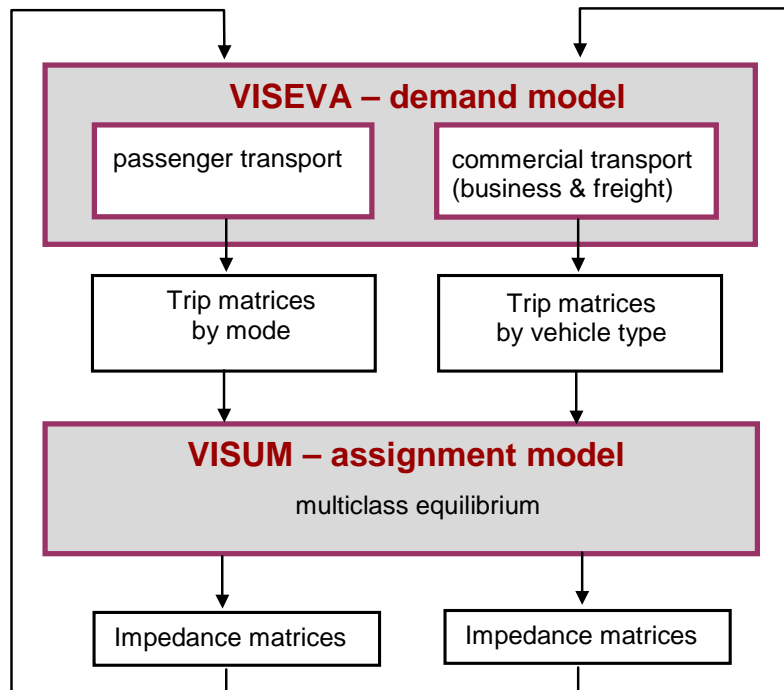 VISEVA – demand model
passenger transport
commercial transport
(business & freight)
Trip matrices
by mode
Trip matrices
by vehicle type
VISUM – assignment model
multiclass equilibrium
Impedance matrices
Impedance matrices